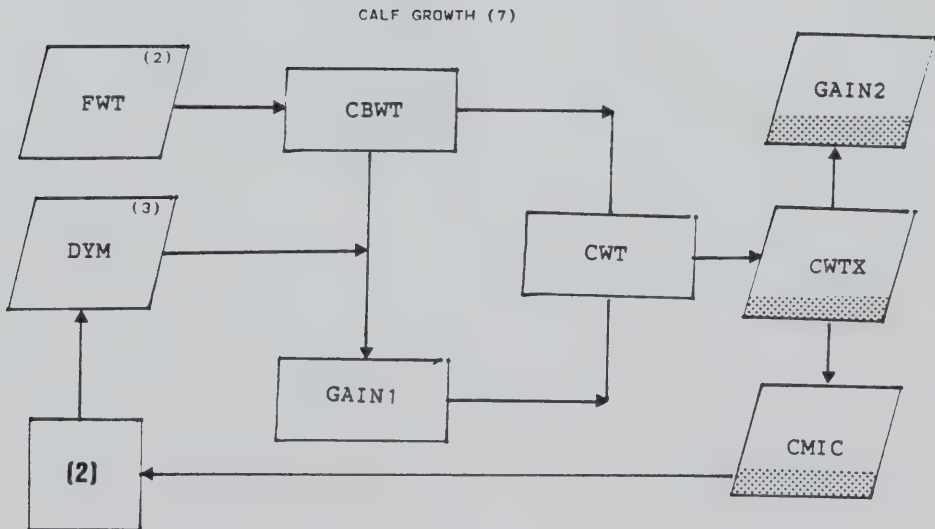 CALF GROWTH (7)
(2)
FWT
CBWT
GAIN2
(3)
DYM
CWT
CWTX
GAIN1
CMIC
(2)